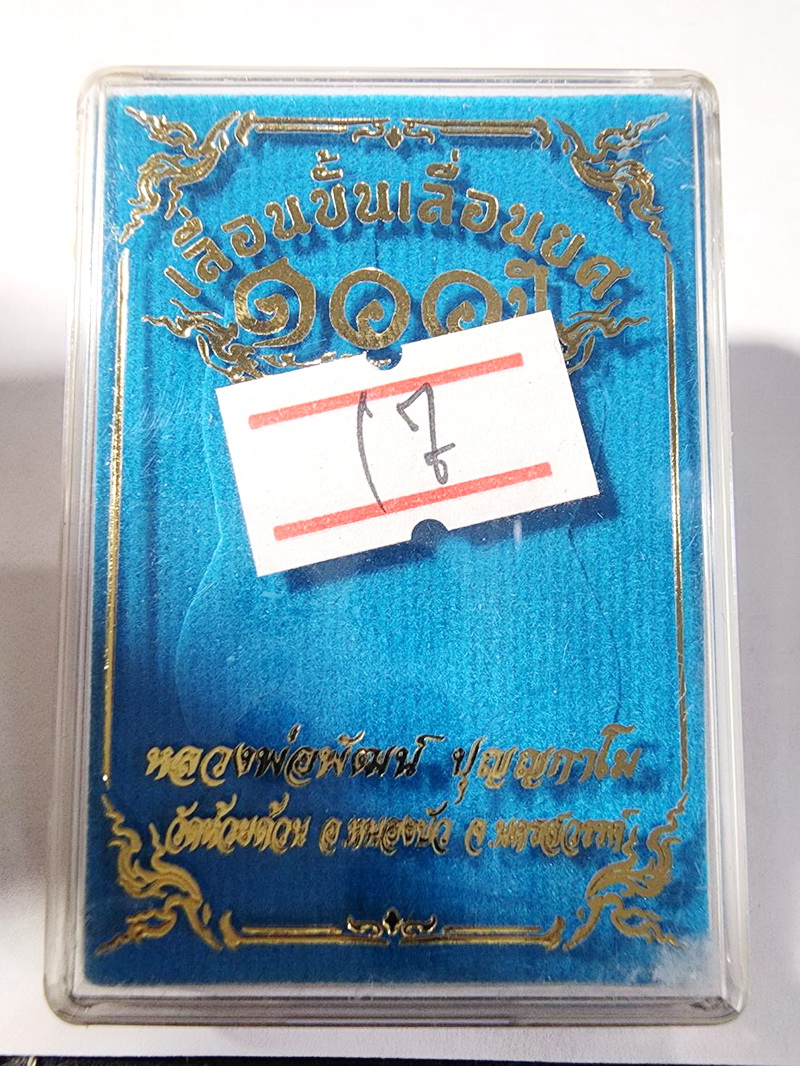 เลื่อนขั้นเลื่อนยศ
๑๐๐ปี
17
หลวงพ่อพัฒน์ ปุญญกาโม
วัดห้วยด้วน อ.หนองบัว จ.นครสวรรค์